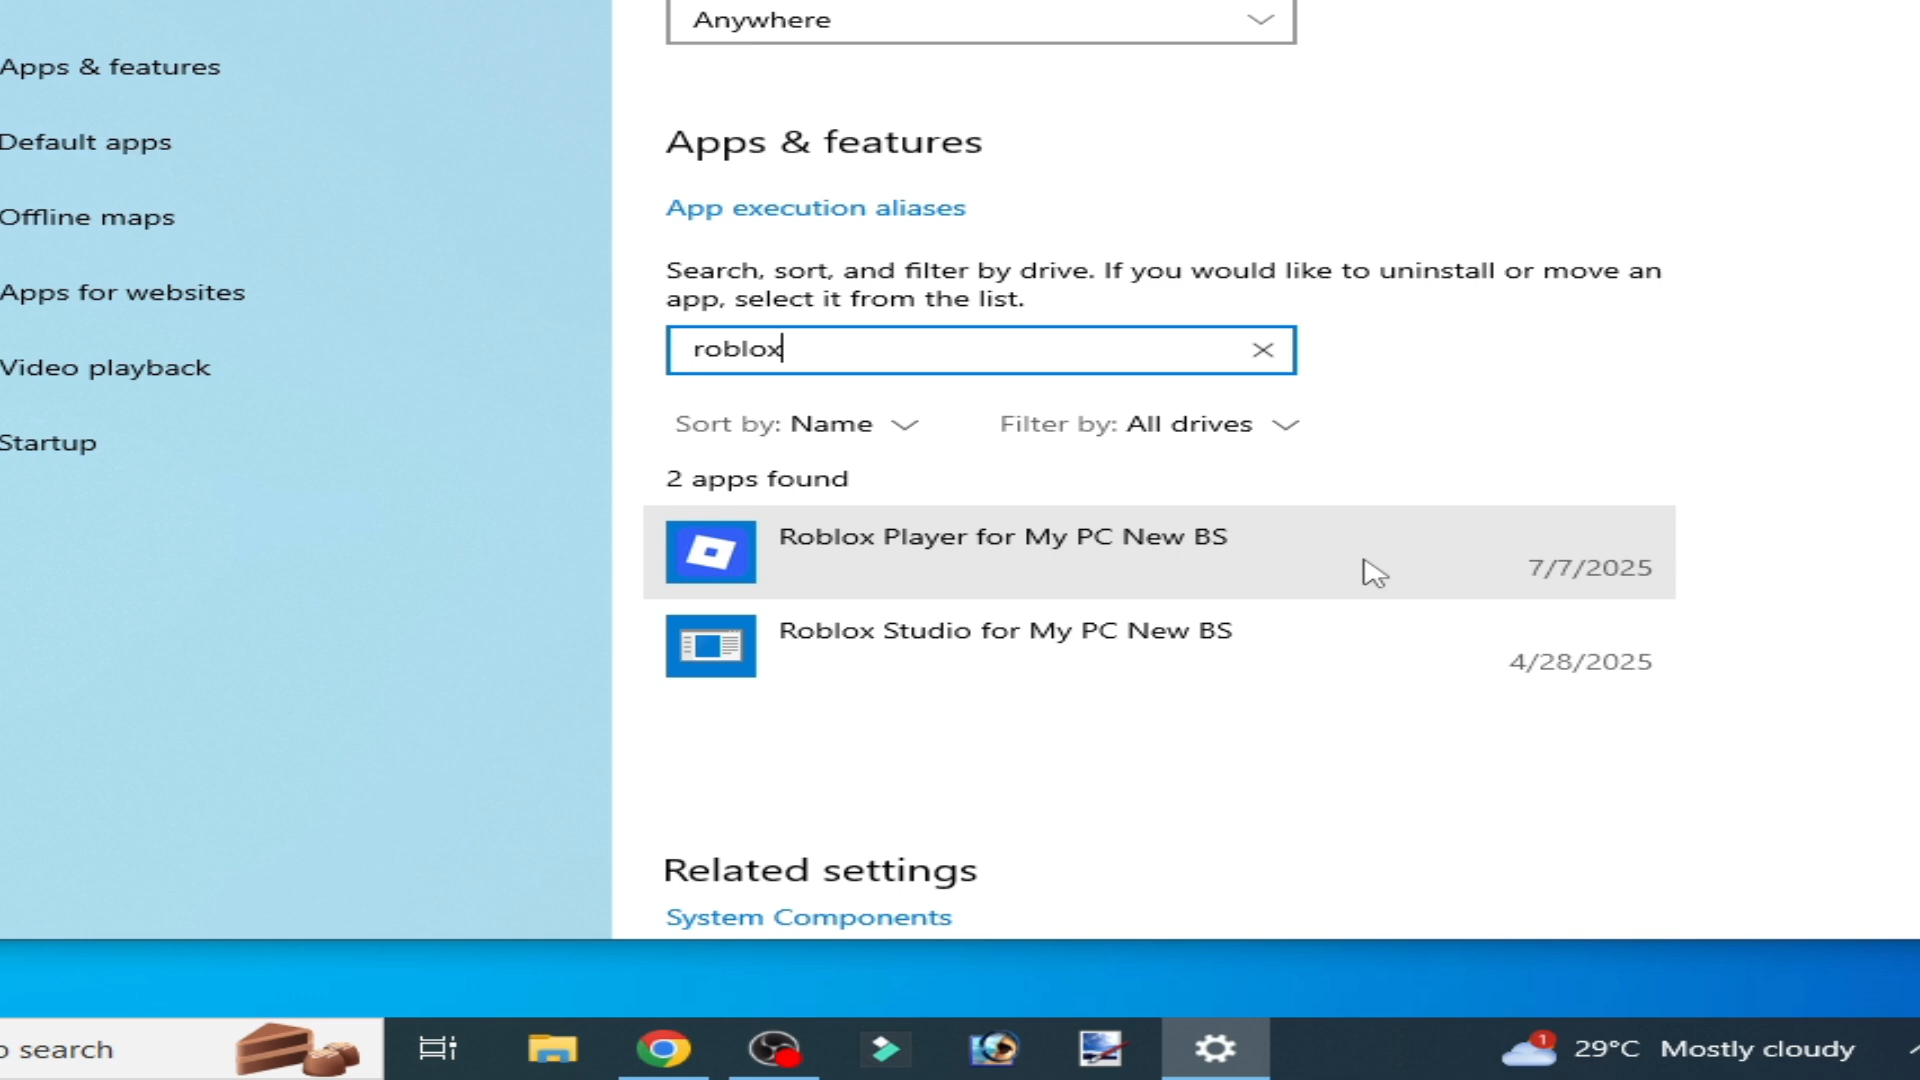 Anywhere
Apps & features
Default apps
Offline maps
Apps for websites
Video playback
Startup
Apps & features
App execution aliases
Search, sort, and filter by drive. If you would like to uninstall or move an
app, select it from the list.
roblox
Sort by: Name
Filter by: All drives
2 apps found
Roblox Player for My PC New BS
7/7/2025
Roblox Studio for My PC New BS
4/28/2025
Related settings
System Components
o search
1
29°C Mostly cloudy